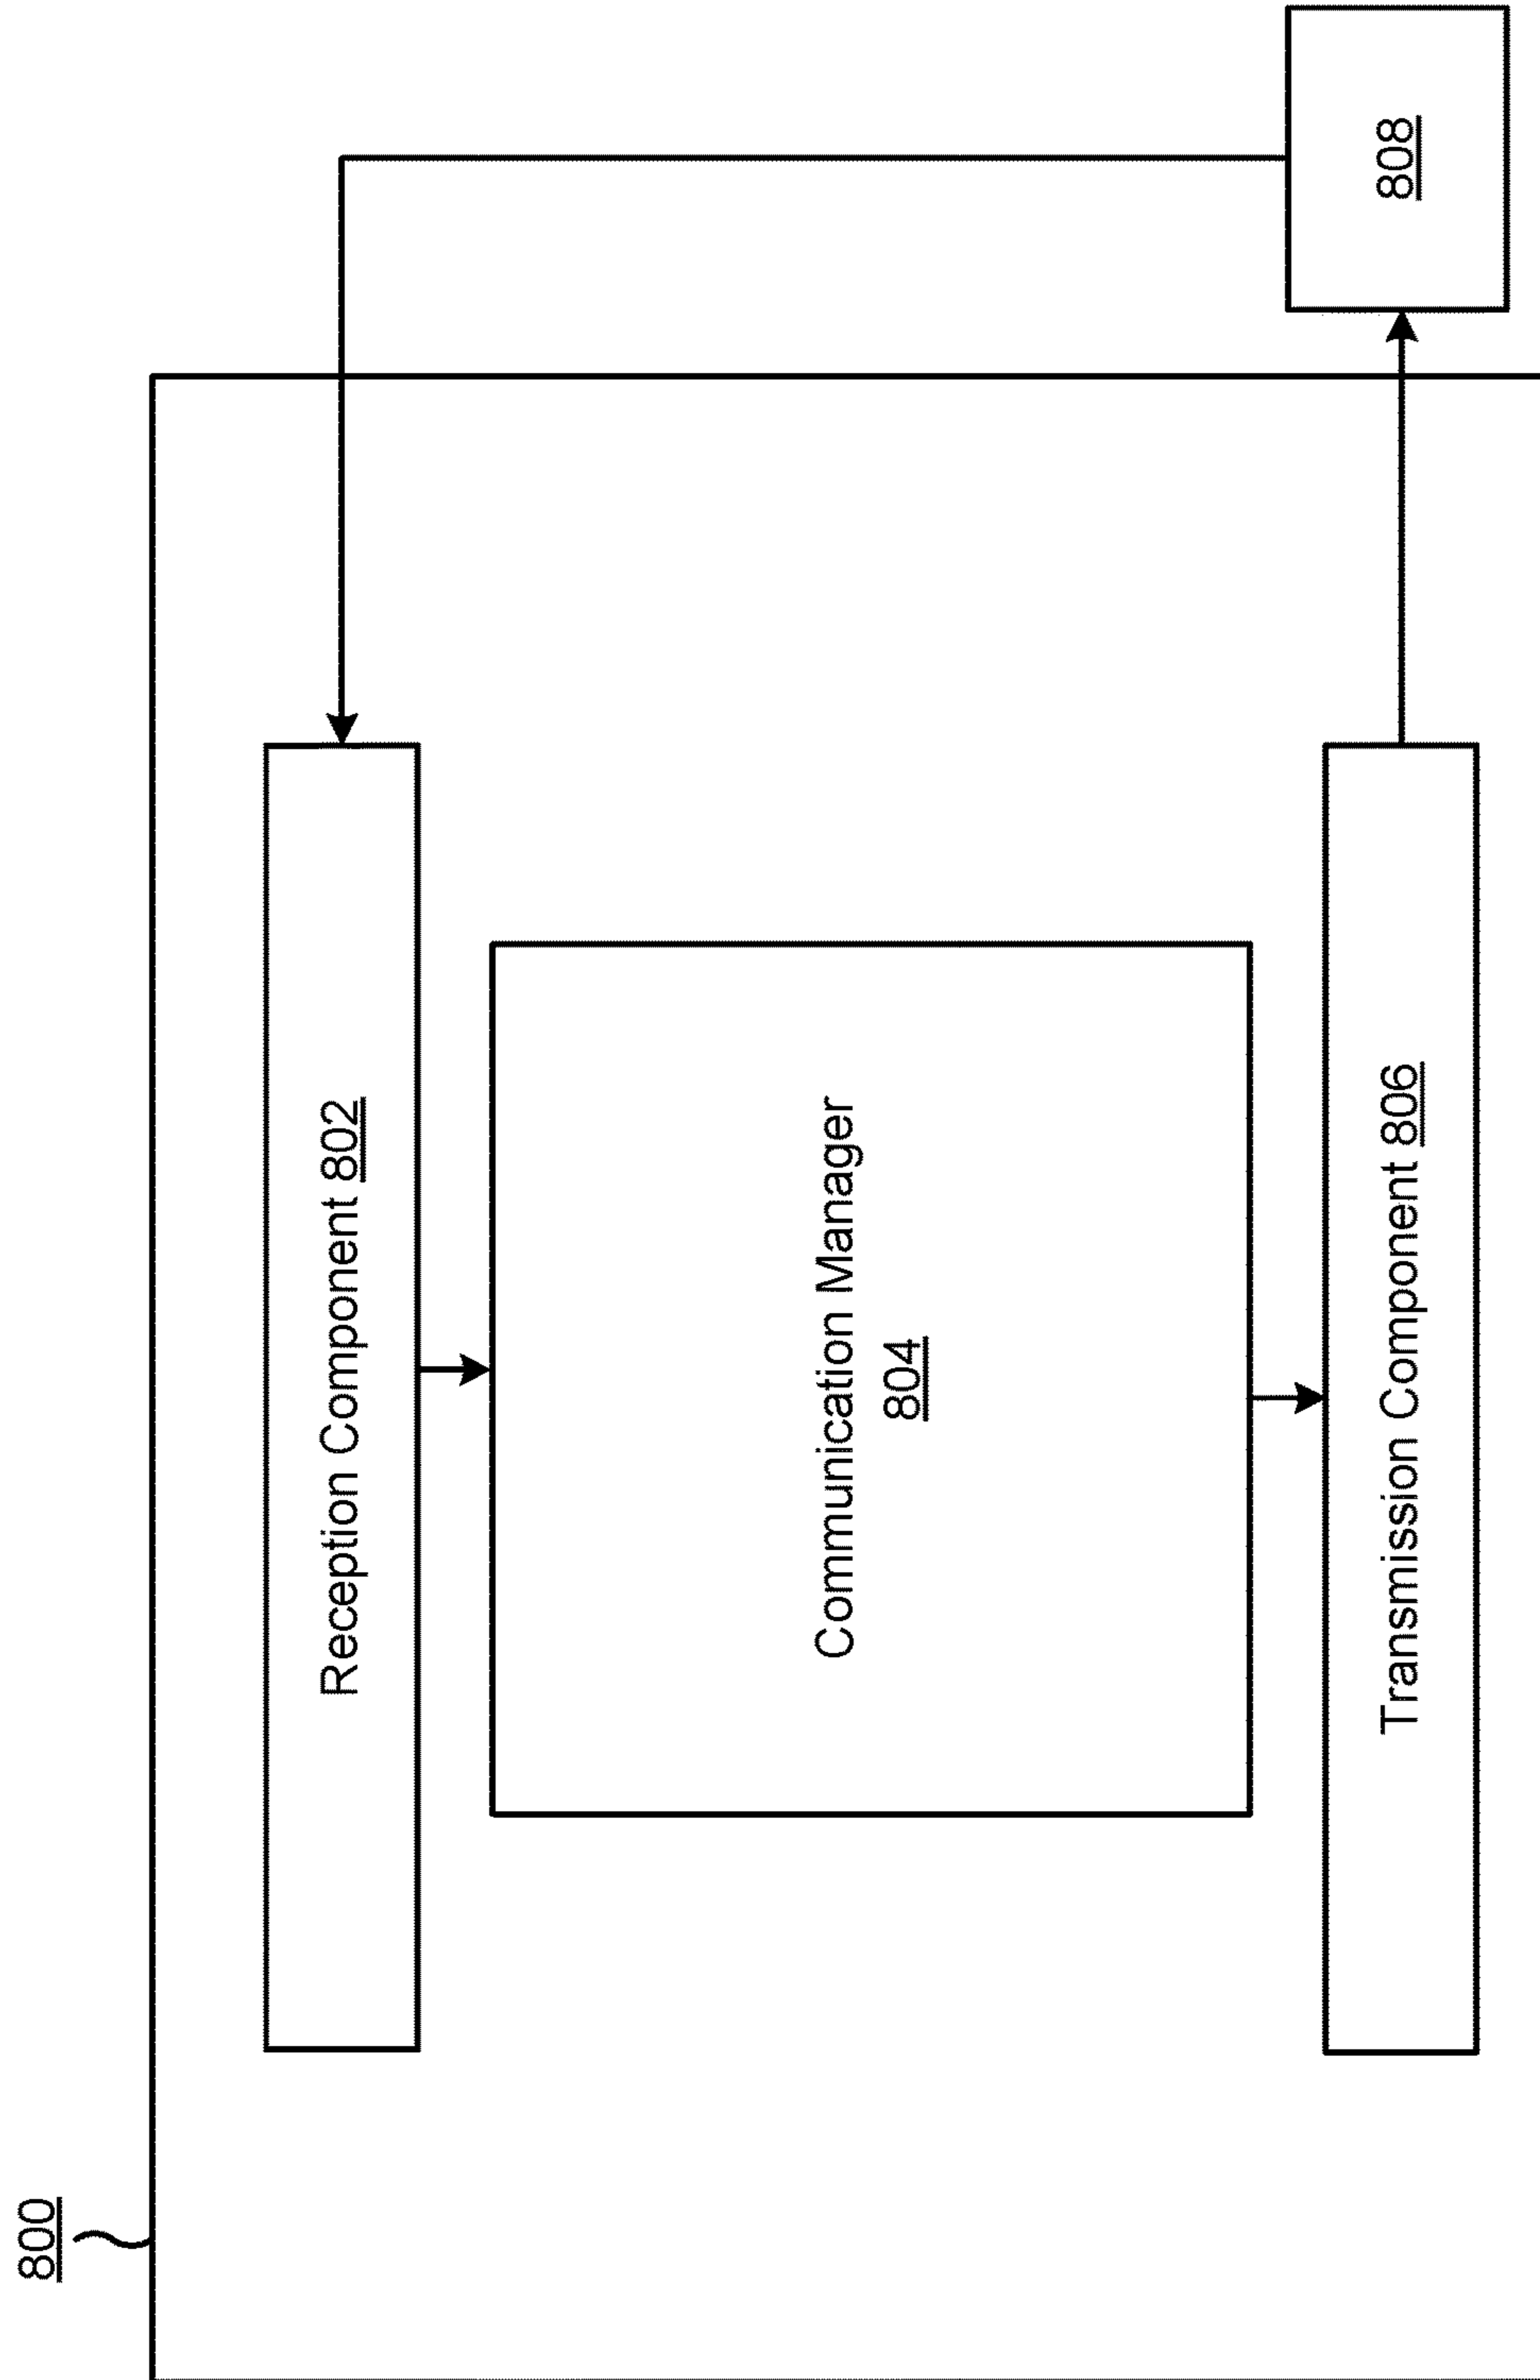 800
Reception Component 802
Communication Manager
804
Transmission Component 806
808